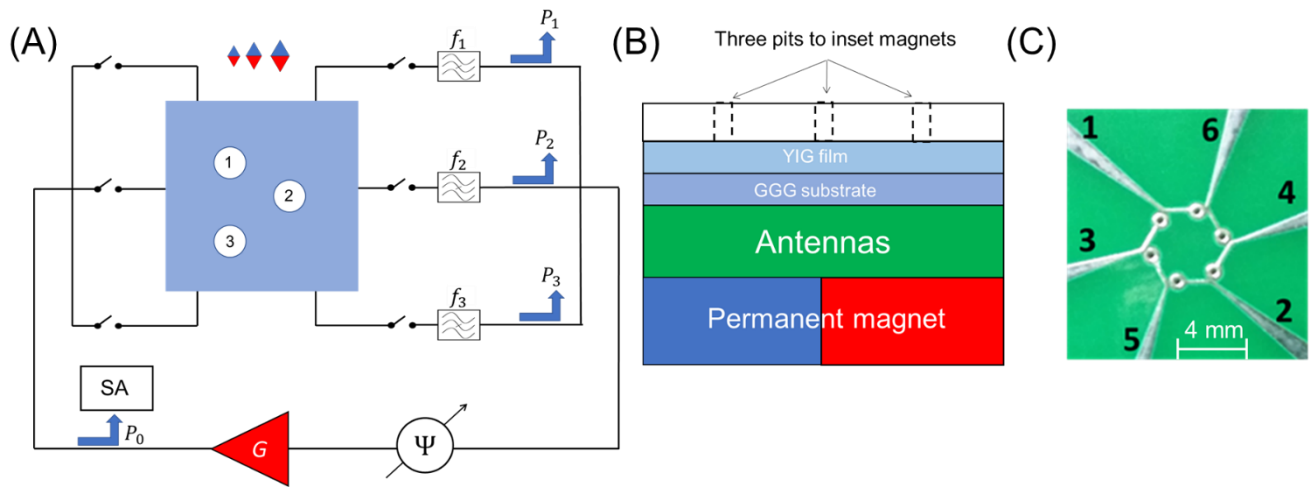 (A)
f₁
P₁
1
2
3
f₂
P₂
f₃
P₃
SA
P₀
G
Ψ
(B)
Three pits to inset magnets
YIG film
GGG substrate
Antennas
Permanent magnet
(C)
1
6
4
3
2
5
4 mm